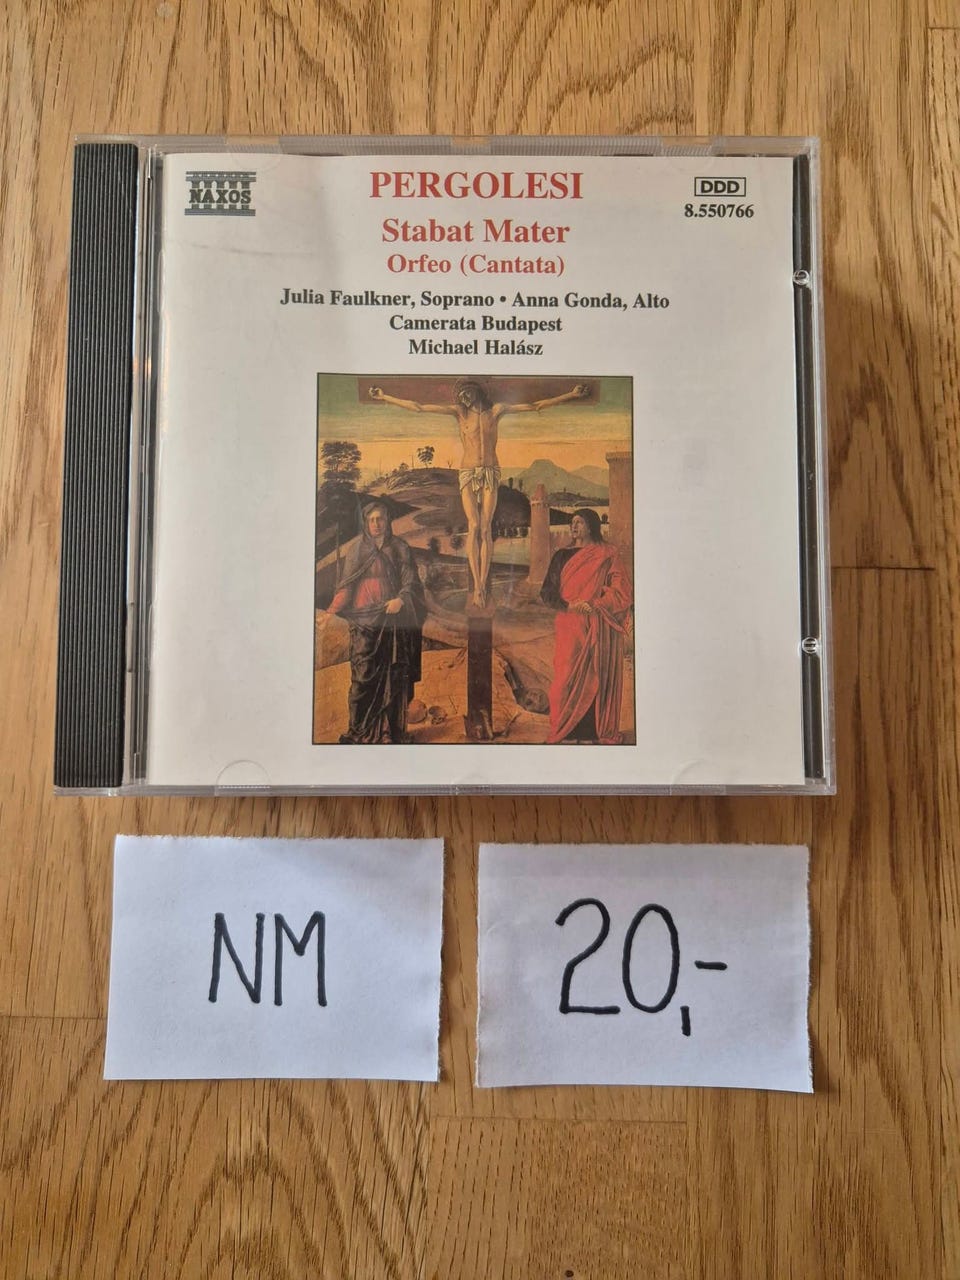 NAXOS
PERGOLESI
DDD
8.550766
Stabat Mater
Orfeo (Cantata)
Julia Faulkner, Soprano • Anna Gonda, Alto
Camerata Budapest
Michael Halász
NM
20,-